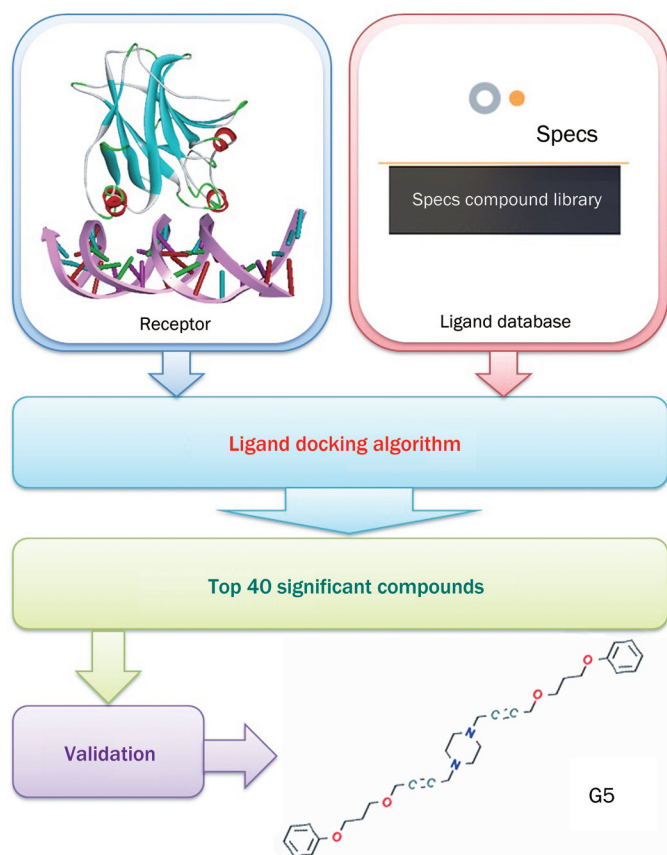 Receptor
Specs
Specs compound library
Ligand database
Ligand docking algorithm
Top 40 significant compounds
Validation
O
O
C
C
N
N
C
C
O
O
G5